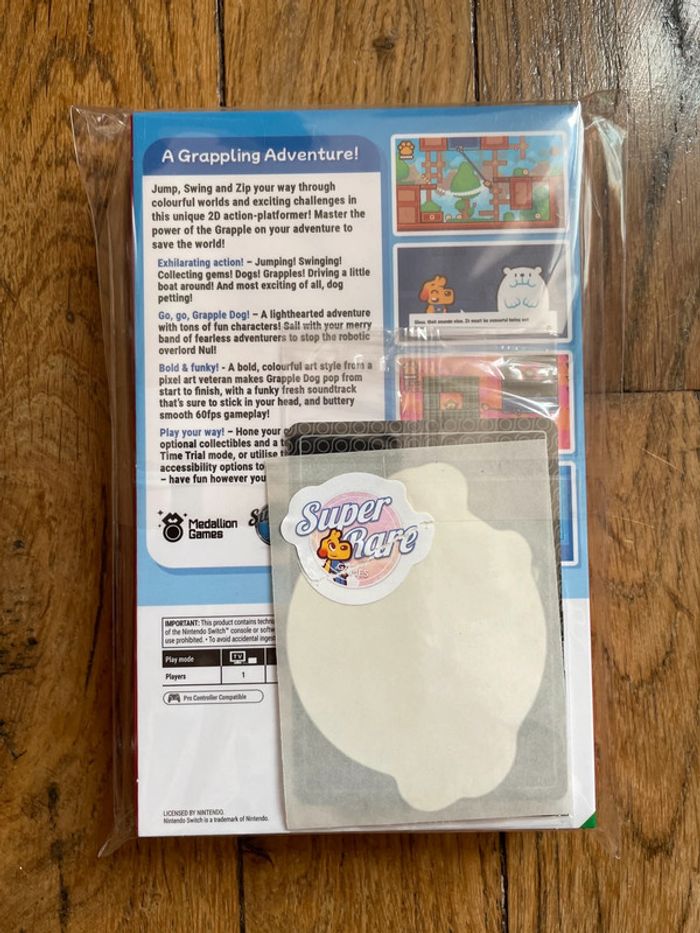 A Grappling Adventure!
Jump, Swing and Zip your way through
colourful worlds and exciting challenges in
this unique 2D action-platformer! Master the
power of the Grapple on your adventure to
save the world!
Exhilarating action! – Jumping! Swinging!
Collecting gems! Dogs! Grapples! Driving a little
boat around! And most exciting of all, dog
petting!
Go, go, Grapple Dog! – A lighthearted adventure
with tons of fun characters! Sail with your merry
band of fearless adventurers to stop the robotic
overlord Nul!
Bold & funky! - A bold, colourful art style from a
pixel art veteran makes Grapple Dog pop from
start to finish, with a funky fresh soundtrack
that's sure to stick in your head, and buttery
smooth 60fps gameplay!
Play your way! – Hone your
optional collectibles and a
Time Trial mode, or utilise
accessibility options to
– have fun however you
Medallion
Games
Super
Rare
IMPORTANT: This product contains
of the Nintendo Switch™ console or
use prohibited. • To avoid accidental
Play mode
TV
Players
1
Pro Controller Compatible
LICENSED BY NINTENDO.
Nintendo Switch is a trademark of Nintendo.